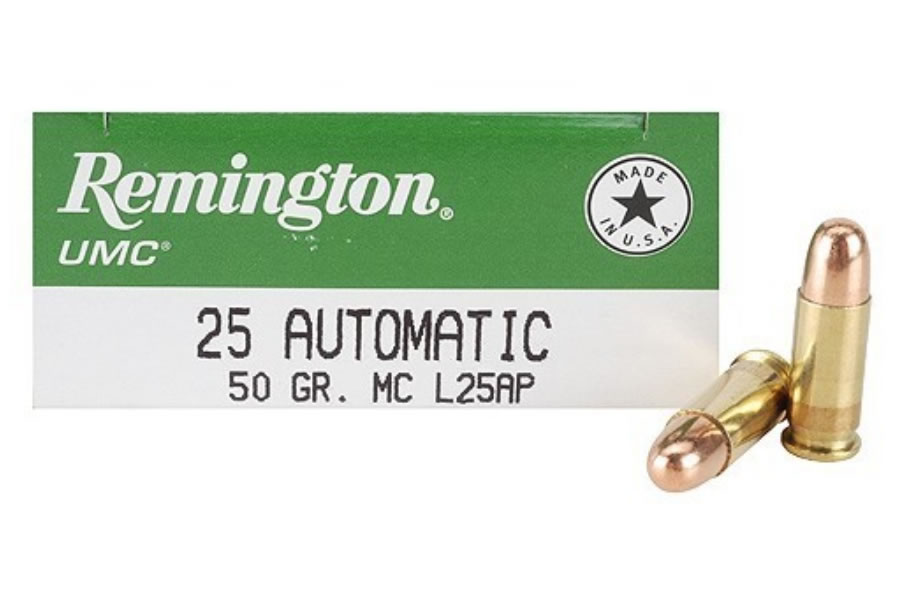 Remington®
UMC®
MADE
IN U.S.A.
25 AUTOMATIC
50 GR. MC L25AP